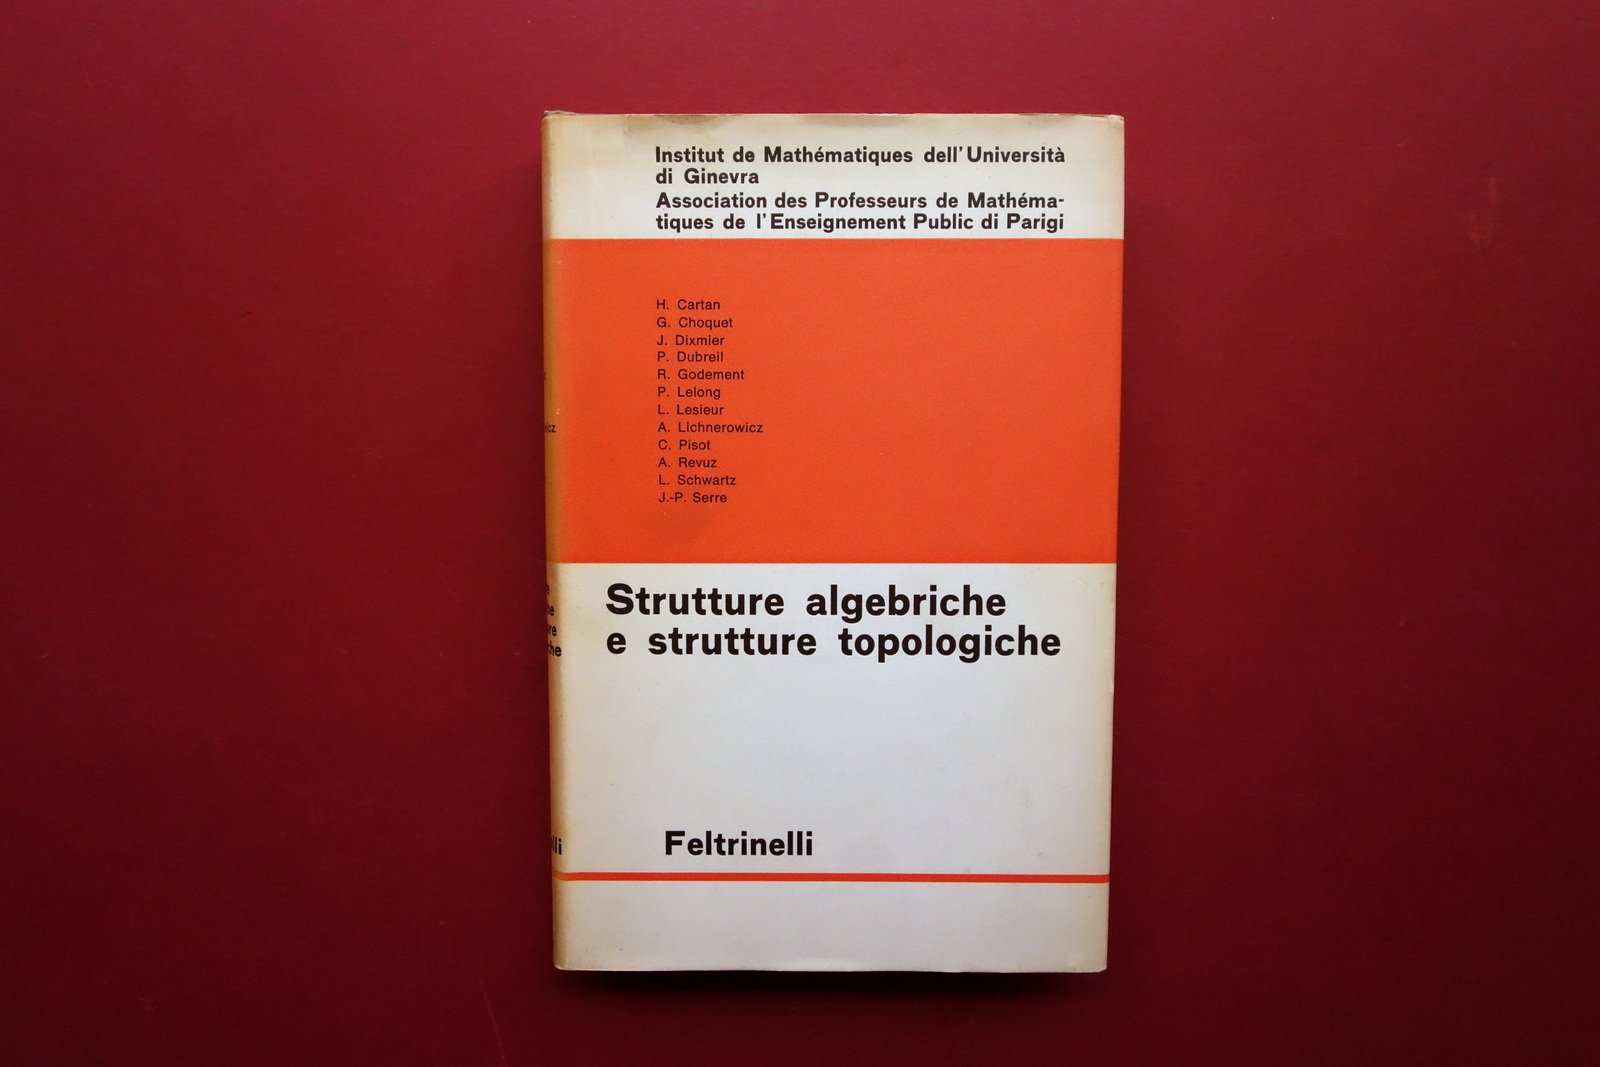 Institut de Mathématiques dell'Università
di Ginevra
Association des Professeurs de Mathéma-
tiques de l'Enseignement Public di Parigi
H. Cartan
G. Choquet
J. Dixmier
P. Dubreil
R. Godement
P. Lelong
L. Lesieur
A. Lichnerowicz
C. Pisot
A. Revuz
L. Schwartz
J.-P. Serre
Strutture algebriche
e strutture topologiche
Feltrinelli